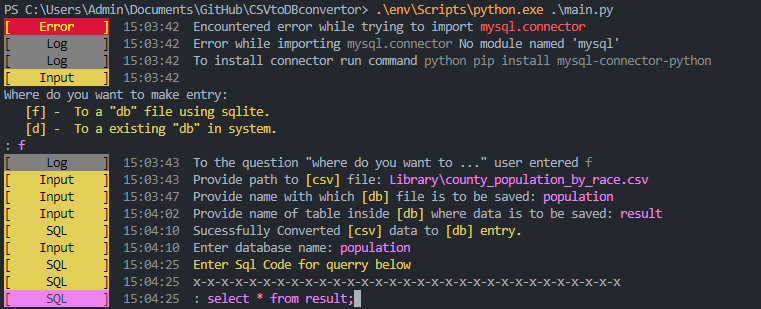 PS C:\Users\Admin\Documents\GitHub\CSVtoDBconvertor> .\env\Scripts\python.exe .\main.py
[ Error ] 15:03:42 Encountered error while trying to import mysql.connector
[ Log ] 15:03:42 Error while importing mysql.connector No module named 'mysql'
[ Log ] 15:03:42 To install connector run command python pip install mysql-connector-python
[ Input ] 15:03:42
Where do you want to make entry:
[f] - To a "db" file using sqlite.
[d] - To a existing "db" in system.
: f
[ Log ] 15:03:43 To the question "where do you want to ..." user entered f
[ Input ] 15:03:43 Provide path to [csv] file: Library\county_population_by_race.csv
[ Input ] 15:03:47 Provide name with which [db] file is to be saved: population
[ Input ] 15:04:02 Provide name of table inside [db] where data is to be saved: result
[ SQL ] 15:04:10 Sucessfully Converted [csv] data to [db] entry.
[ Input ] 15:04:10 Enter database name: population
[ SQL ] 15:04:25 Enter Sql Code for querry below
[ SQL ] 15:04:25 x-x-x-x-x-x-x-x-x-x-x-x-x-x-x-x-x-x-x-x-x-x-x-x-x-x-x-x-x-x-x
[ SQL ] 15:04:25 : select * from result;